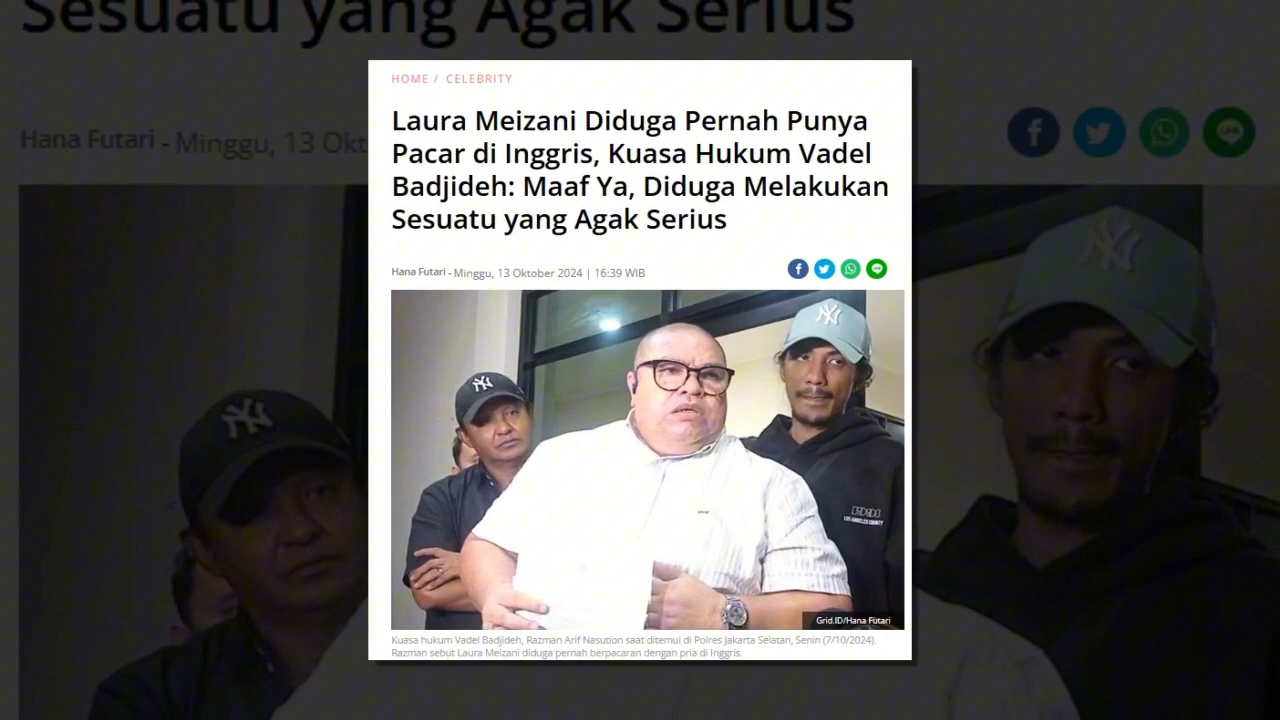 Sesuatu yang Agak Serius
HOME / CELEBRITY
Laura Meizani Diduga Pernah Punya
Pacar di Inggris, Kuasa Hukum Vadel
Badjideh: Maaf Ya, Diduga Melakukan
Sesuatu yang Agak Serius
Hana Futari - Minggu, 13 Okt
Hana Futari - Minggu, 13 Oktober 2024 | 16:39 WIB
NY
NY
LOS ANGELES COUNTY
Grid.ID/Hana Futari
Kuasa hukum Vadel Badjideh, Razman Arif Nasution saat ditemui di Polres Jakarta Selatan, Senin (7/10/2024).
Razman sebut Laura Meizani diduga pernah berpacaran dengan pria di Inggris.